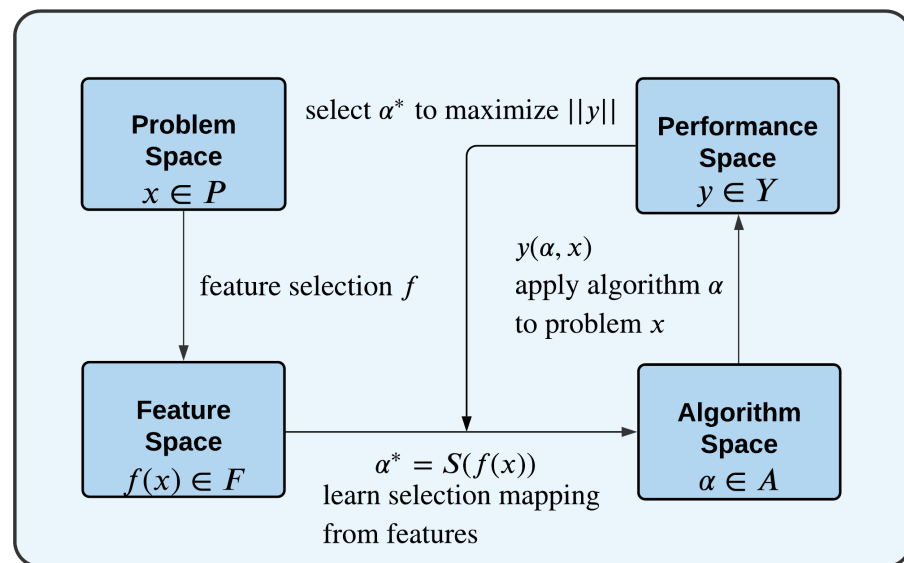 Problem
Space
x ∈ P
select α* to maximize ||y||
Performance
Space
y ∈ Y
feature selection f
y(α, x)
apply algorithm α
to problem x
Feature
Space
f(x) ∈ F
α* = S(f(x))
learn selection mapping
from features
Algorithm
Space
α ∈ A